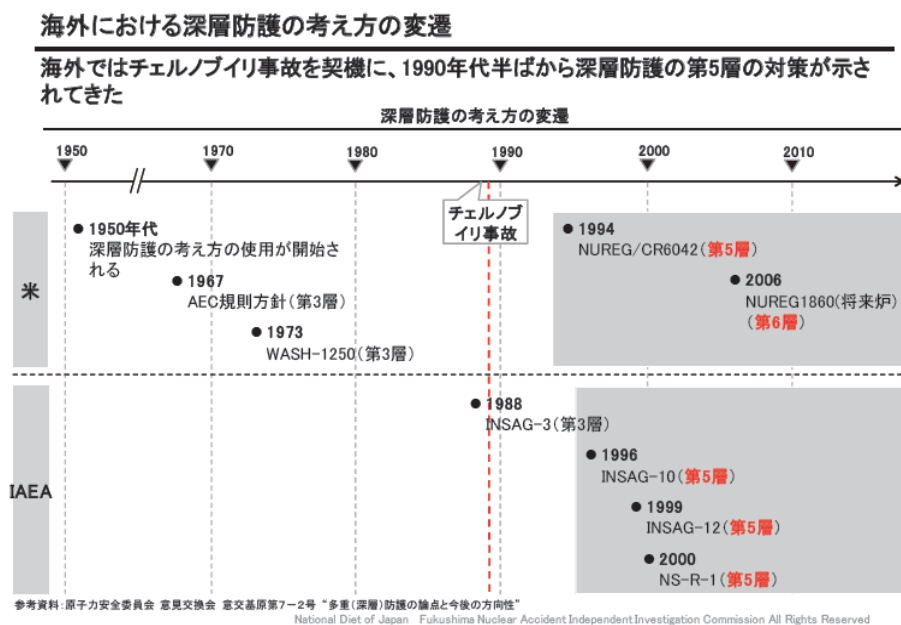 海外における深層防護の考え方の変遷
海外ではチェルノブイリ事故を契機に、1990年代半ばから深層防護の第5層の対策が示さ
れてきた
深層防護の考え方の変遷
1950 1970 1980 1990 2000 2010
チェルノブ
イリ事故
米
1950年代
深層防護の考え方の使用が開始さ
れる
1967
AEC規則方針(第3層)
1973
WASH-1250(第3層)
1994
NUREG/CR6042(第5層)
2006
NUREG1860(将来炉)
(第6層)
IAEA
1988
INSAG-3(第3層)
1996
INSAG-10(第5層)
1999
INSAG-12(第5層)
2000
NS-R-1(第5層)
参考資料:原子力安全委員会 意見交換会 意交基原第7-2号 “多重(深層)防護の論点と今後の方向性”
National Diet of Japan Fukushima Nuclear Accident Independent Investigation Commission All Rights Reserved